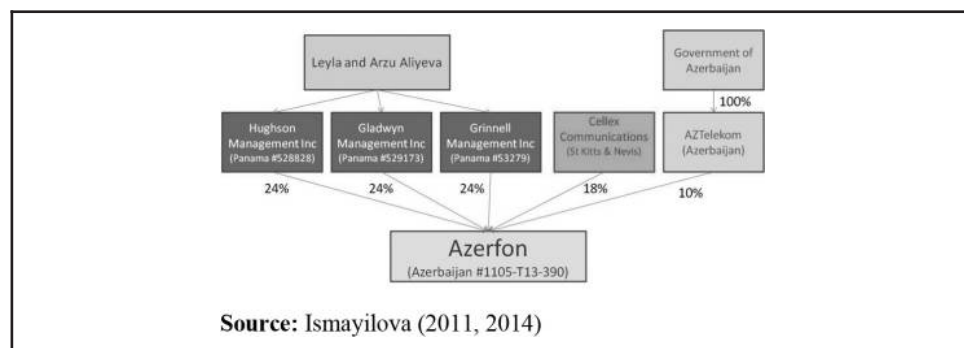 Leyla and Arzu Aliyeva
Government of
Azerbaijan
100%
Hughson
Management Inc
(Panama #528828)
Gladwyn
Management Inc
(Panama #529173)
Grinnell
Management Inc
(Panama #53279)
Cellex
Communications
(St Kitts & Nevis)
AZTelekom
(Azerbaijan)
24%
24%
24%
18%
10%
Azerfon
(Azerbaijan #1105-T13-390)
Source: Ismayilova (2011, 2014)